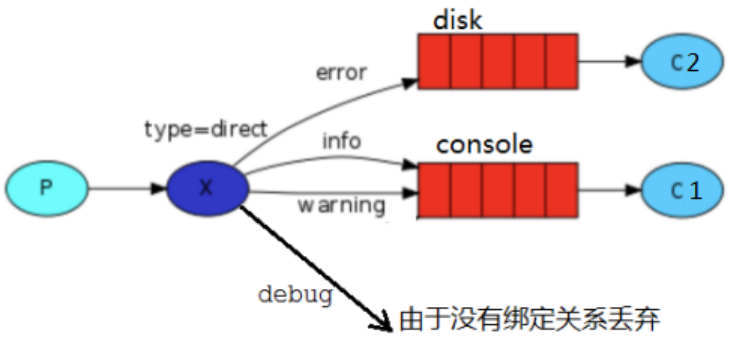 disk
C2
error
type=direct
info
console
P
X
C1
warning
debug
由于没有绑定关系丢弃